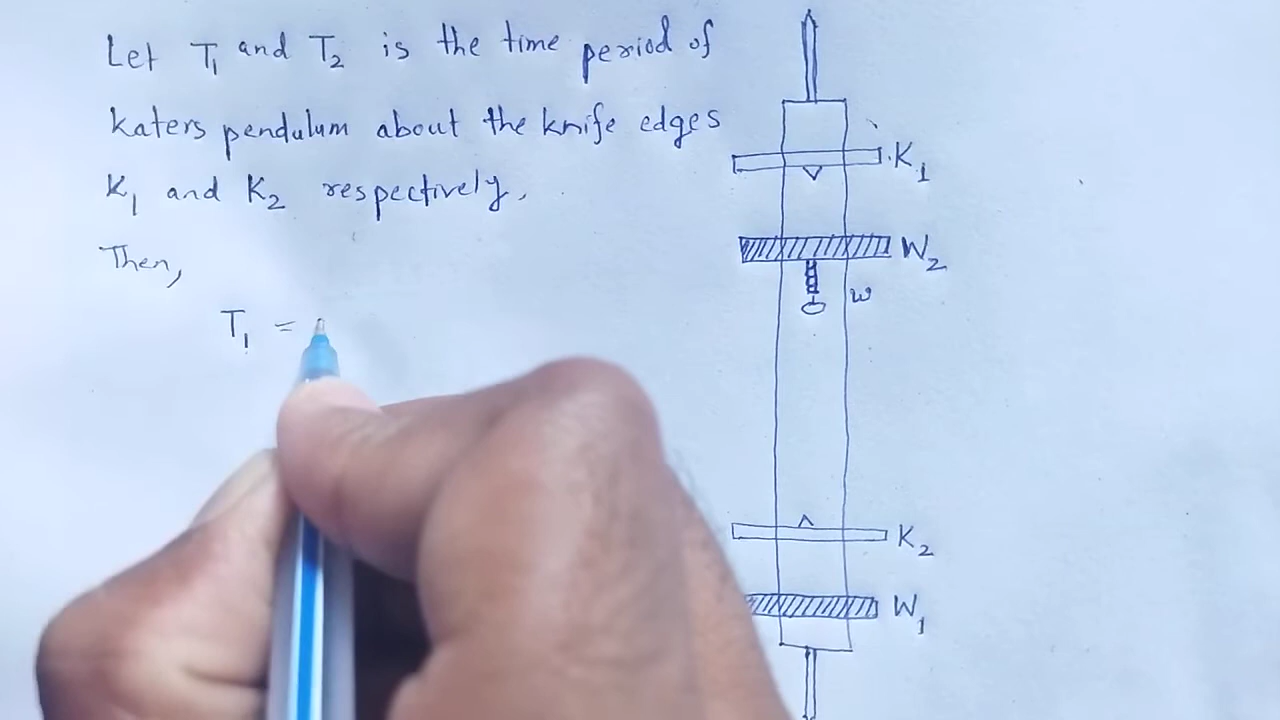 Let T₁ and T₂ is the time period of
katers pendulum about the knife edges
K₁ and K₂ respectively.
Then,
T₁ =
K₁
W₂
w
K₂
W₁